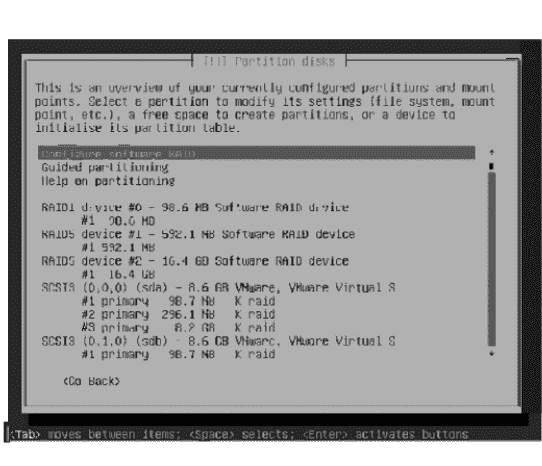 [!!] Partition disks
This is an overview of your currently configured partitions and mount
points. Select a partition to modify its settings (file system, mount
point, etc.), a free space to create partitions, or a device to
initialise its partition table.
Configure software RAID
Guided partitioning
Help on partitioning
RAID1 device #0 - 98.6 MB Software RAID device
#1 98.6 MB
RAID5 device #1 - 592.1 MB Software RAID device
#1 592.1 MB
RAID5 device #2 - 16.4 GB Software RAID device
#1 16.4 GB
SCSI3 (0,0,0) (sda) - 8.6 GB VMware, VMware Virtual S
#1 primary 98.7 MB K raid
#2 primary 296.1 MB K raid
#3 primary 8.2 GB K raid
SCSI3 (0,1,0) (sdb) - 8.6 GB VMware, VMware Virtual S
#1 primary 98.7 MB K raid
<Go Back>
<Tab> moves between items; <Space> selects; <Enter> activates buttons